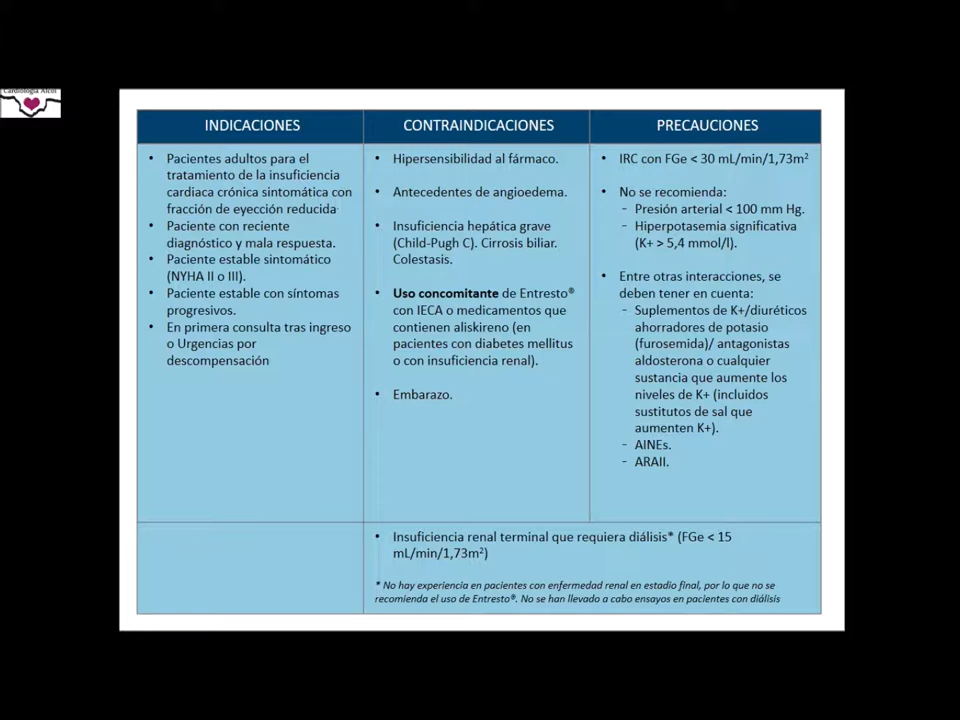 Cardiología Alcoi
INDICACIONES
CONTRAINDICACIONES
PRECAUCIONES
• Pacientes adultos para el
tratamiento de la insuficiencia
cardiaca crónica sintomática con
fracción de eyección reducida
• Paciente con reciente
diagnóstico y mala respuesta.
• Paciente estable sintomático
(NYHA II o III).
• Paciente estable con síntomas
progresivos.
• En primera consulta tras ingreso
o Urgencias por
descompensación
• Hipersensibilidad al fármaco.
• Antecedentes de angioedema.
• Insuficiencia hepática grave
(Child-Pugh C). Cirrosis biliar.
Colestasis.
• Uso concomitante de Entresto®
con IECA o medicamentos que
contienen aliskireno (en
pacientes con diabetes mellitus
o con insuficiencia renal).
• Embarazo.
• IRC con FGe < 30 mL/min/1,73m²
• No se recomienda:
- Presión arterial < 100 mm Hg.
- Hiperpotasemia significativa
(K+ > 5,4 mmol/l).
• Entre otras interacciones, se
deben tener en cuenta:
- Suplementos de K+/diuréticos
ahorradores de potasio
(furosemida)/ antagonistas
aldosterona o cualquier
sustancia que aumente los
niveles de K+ (incluidos
sustitutos de sal que
aumenten K+).
- AINEs.
- ARAII.
• Insuficiencia renal terminal que requiera diálisis* (FGe < 15
mL/min/1,73m²)
* No hay experiencia en pacientes con enfermedad renal en estadio final, por lo que no se
recomienda el uso de Entresto®. No se han llevado a cabo ensayos en pacientes con diálisis